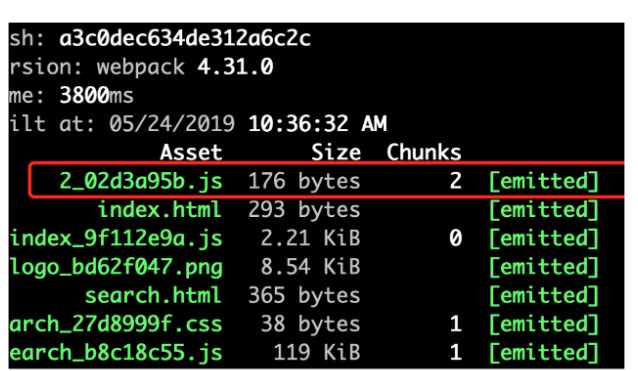 sh: a3c0dec634de312a6c2c
rsion: webpack 4.31.0
me: 3800ms
ilt at: 05/24/2019 10:36:32 AM
Asset Size Chunks
2_02d3a95b.js 176 bytes 2 [emitted]
index.html 293 bytes [emitted]
index_9f112e9a.js 2.21 KiB 0 [emitted]
logo_bd62f047.png 8.54 KiB [emitted]
search.html 365 bytes [emitted]
arch_27d8999f.css 38 bytes 1 [emitted]
earch_b8c18c55.js 119 KiB 1 [emitted]